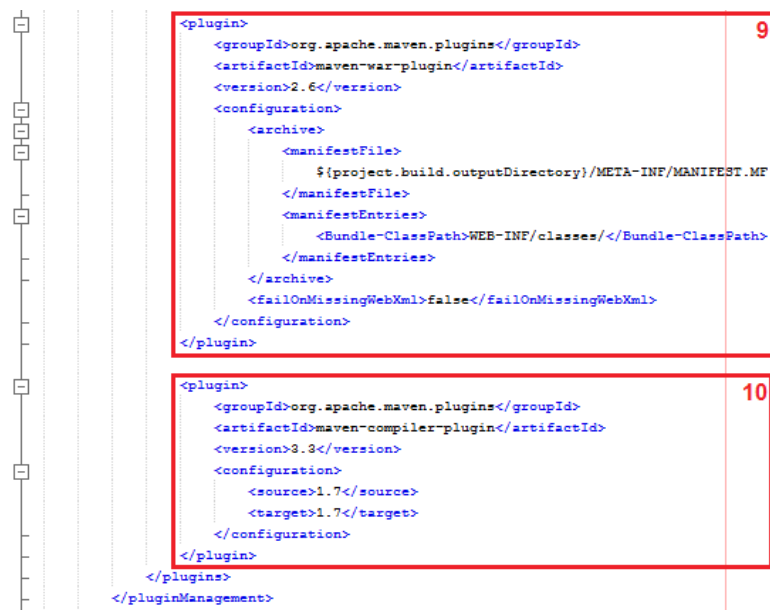 <plugin>
9
<groupId>org.apache.maven.plugins</groupId>
<artifactId>maven-war-plugin</artifactId>
<version>2.6</version>
<configuration>
<archive>
<manifestFile>
${project.build.outputDirectory}/META-INF/MANIFEST.MF
</manifestFile>
<manifestEntries>
<Bundle-ClassPath>WEB-INF/classes/</Bundle-ClassPath>
</manifestEntries>
</archive>
<failOnMissingWebXml>false</failOnMissingWebXml>
</configuration>
</plugin>
<plugin>
10
<groupId>org.apache.maven.plugins</groupId>
<artifactId>maven-compiler-plugin</artifactId>
<version>3.3</version>
<configuration>
<source>1.7</source>
<target>1.7</target>
</configuration>
</plugin>
</plugins>
</pluginManagement>